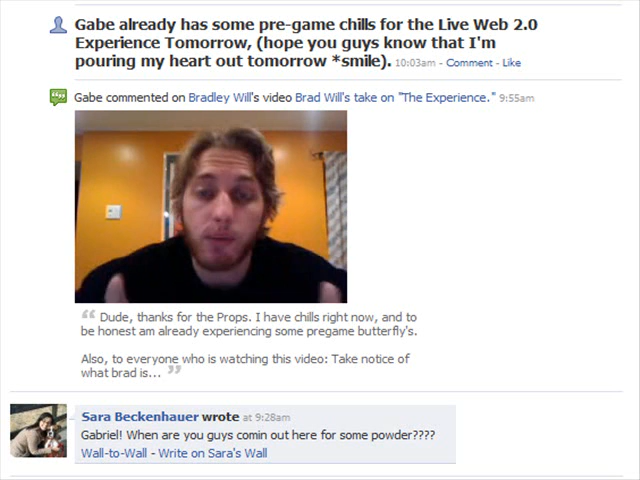 Gabe already has some pre-game chills for the Live Web 2.0
Experience Tomorrow, (hope you guys know that I'm
pouring my heart out tomorrow *smile). 10:03am - Comment - Like
Gabe commented on Bradley Will's video Brad Will's take on "The Experience." 9:55am
“ Dude, thanks for the Props. I have chills right now, and to
be honest am already experiencing some pregame butterfly's.
Also, to everyone who is watching this video: Take notice of
what brad is... ”
Sara Beckenhauer wrote at 9:28am
Gabriel! When are you guys comin out here for some powder????
Wall-to-Wall - Write on Sara's Wall